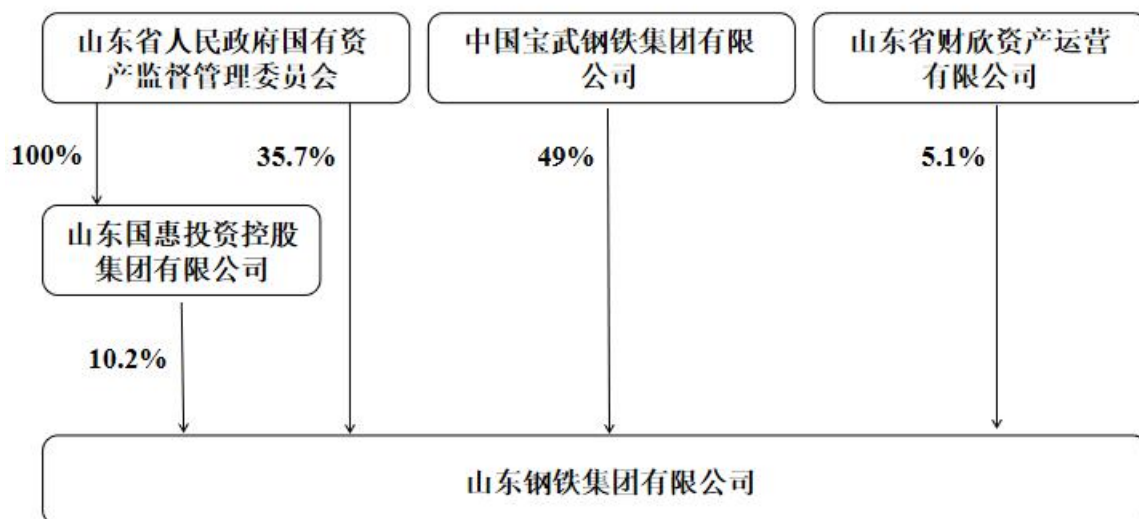 山东省人民政府国有资
产监督管理委员会
中国宝武钢铁集团有限
公司
山东省财欣资产运营
有限公司
100%
35.7%
49%
5.1%
山东国惠投资控股
集团有限公司
10.2%
山东钢铁集团有限公司